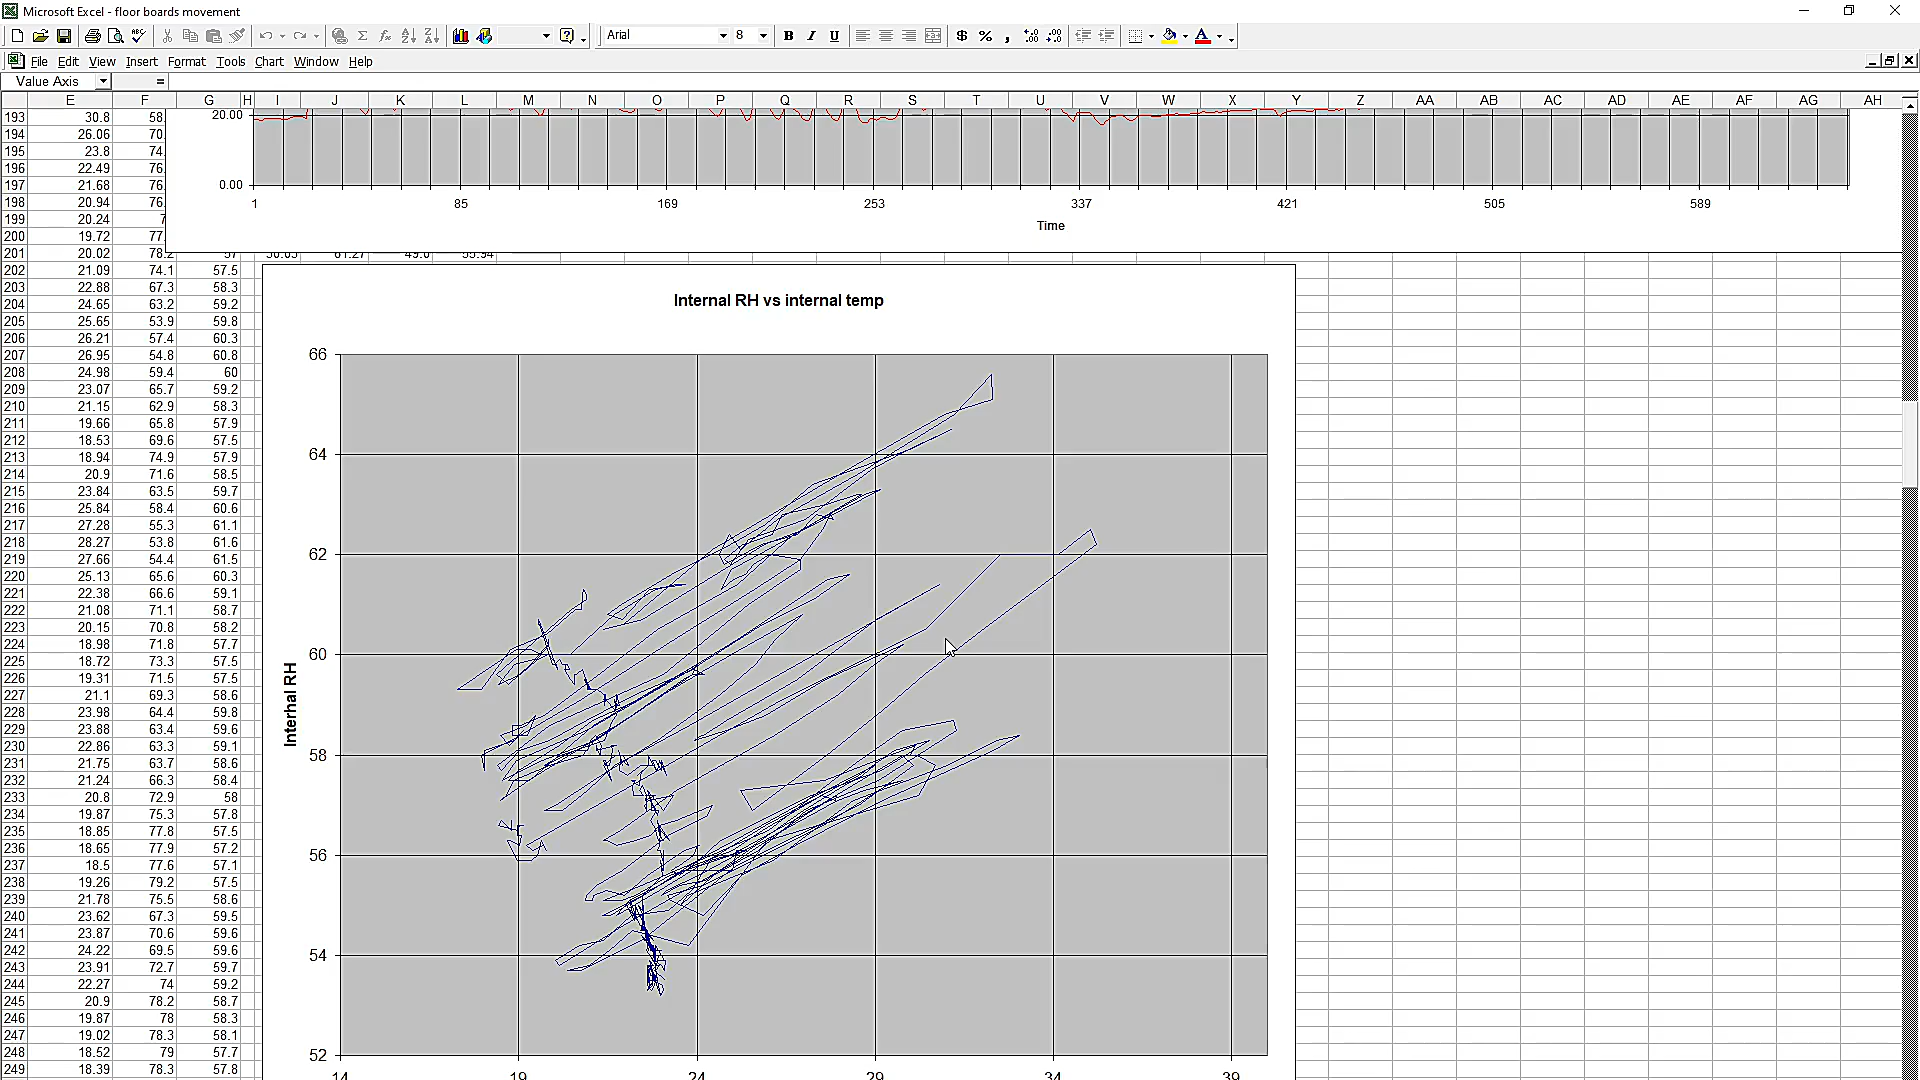 Microsoft Excel - floor boards movement
Arial 8 B I U $ % ,
File Edit View Insert Format Tools Chart Window Help
Value Axis =
E F G H I J K L M N O P Q R S T U V W X Y Z AA AB AC AD AE AF AG AH
193 30.8 58. 20.00
194 26.06 70.
195 23.8 74.
196 22.49 76.
197 21.68 76. 0.00
198 20.94 76. 1 85 169 253 337 421 505 589
199 20.24 7 Time
200 19.72 77.
201 20.02 78.2 57 30.05 61.27 49.6 55.94
202 21.09 74.1 57.5
203 22.88 67.3 58.3
204 24.65 63.2 59.2
205 25.65 53.9 59.8
206 26.21 57.4 60.3
207 26.95 54.8 60.8
208 24.98 59.4 60
209 23.07 65.7 59.2
210 21.15 62.9 58.3
211 19.66 65.8 57.9
212 18.53 69.6 57.5
213 18.94 74.9 57.9
214 20.9 71.6 58.5
215 23.84 63.5 59.7
216 25.84 58.4 60.6
217 27.28 55.3 61.1
218 28.27 53.8 61.6
219 27.66 54.4 61.5
220 25.13 65.6 60.3
221 22.38 66.6 59.1
222 21.08 71.1 58.7
223 20.15 70.8 58.2
224 18.98 71.8 57.7
225 18.72 73.3 57.5
226 19.31 71.5 57.5
227 21.1 69.3 58.6
228 23.98 64.4 59.8
229 23.88 63.4 59.6
230 22.86 63.3 59.1
231 21.75 63.7 58.6
232 21.24 66.3 58.4
233 20.8 72.9 58
234 19.87 75.3 57.8
235 18.85 77.8 57.5
236 18.65 77.9 57.2
237 18.5 77.6 57.1
238 19.26 79.2 57.5
239 21.78 75.5 58.6
240 23.62 67.3 59.5
241 23.87 70.6 59.6
242 24.22 69.5 59.6
243 23.91 72.7 59.7
244 22.27 74 59.2
245 20.9 78.2 58.7
246 19.87 78 58.3
247 19.02 78.3 58.1
248 18.52 79 57.7
249 18.39 78.3 57.8
Internal RH vs internal temp
66
64
62
60
Internal RH
58
56
54
52
14 19 24 29 34 39